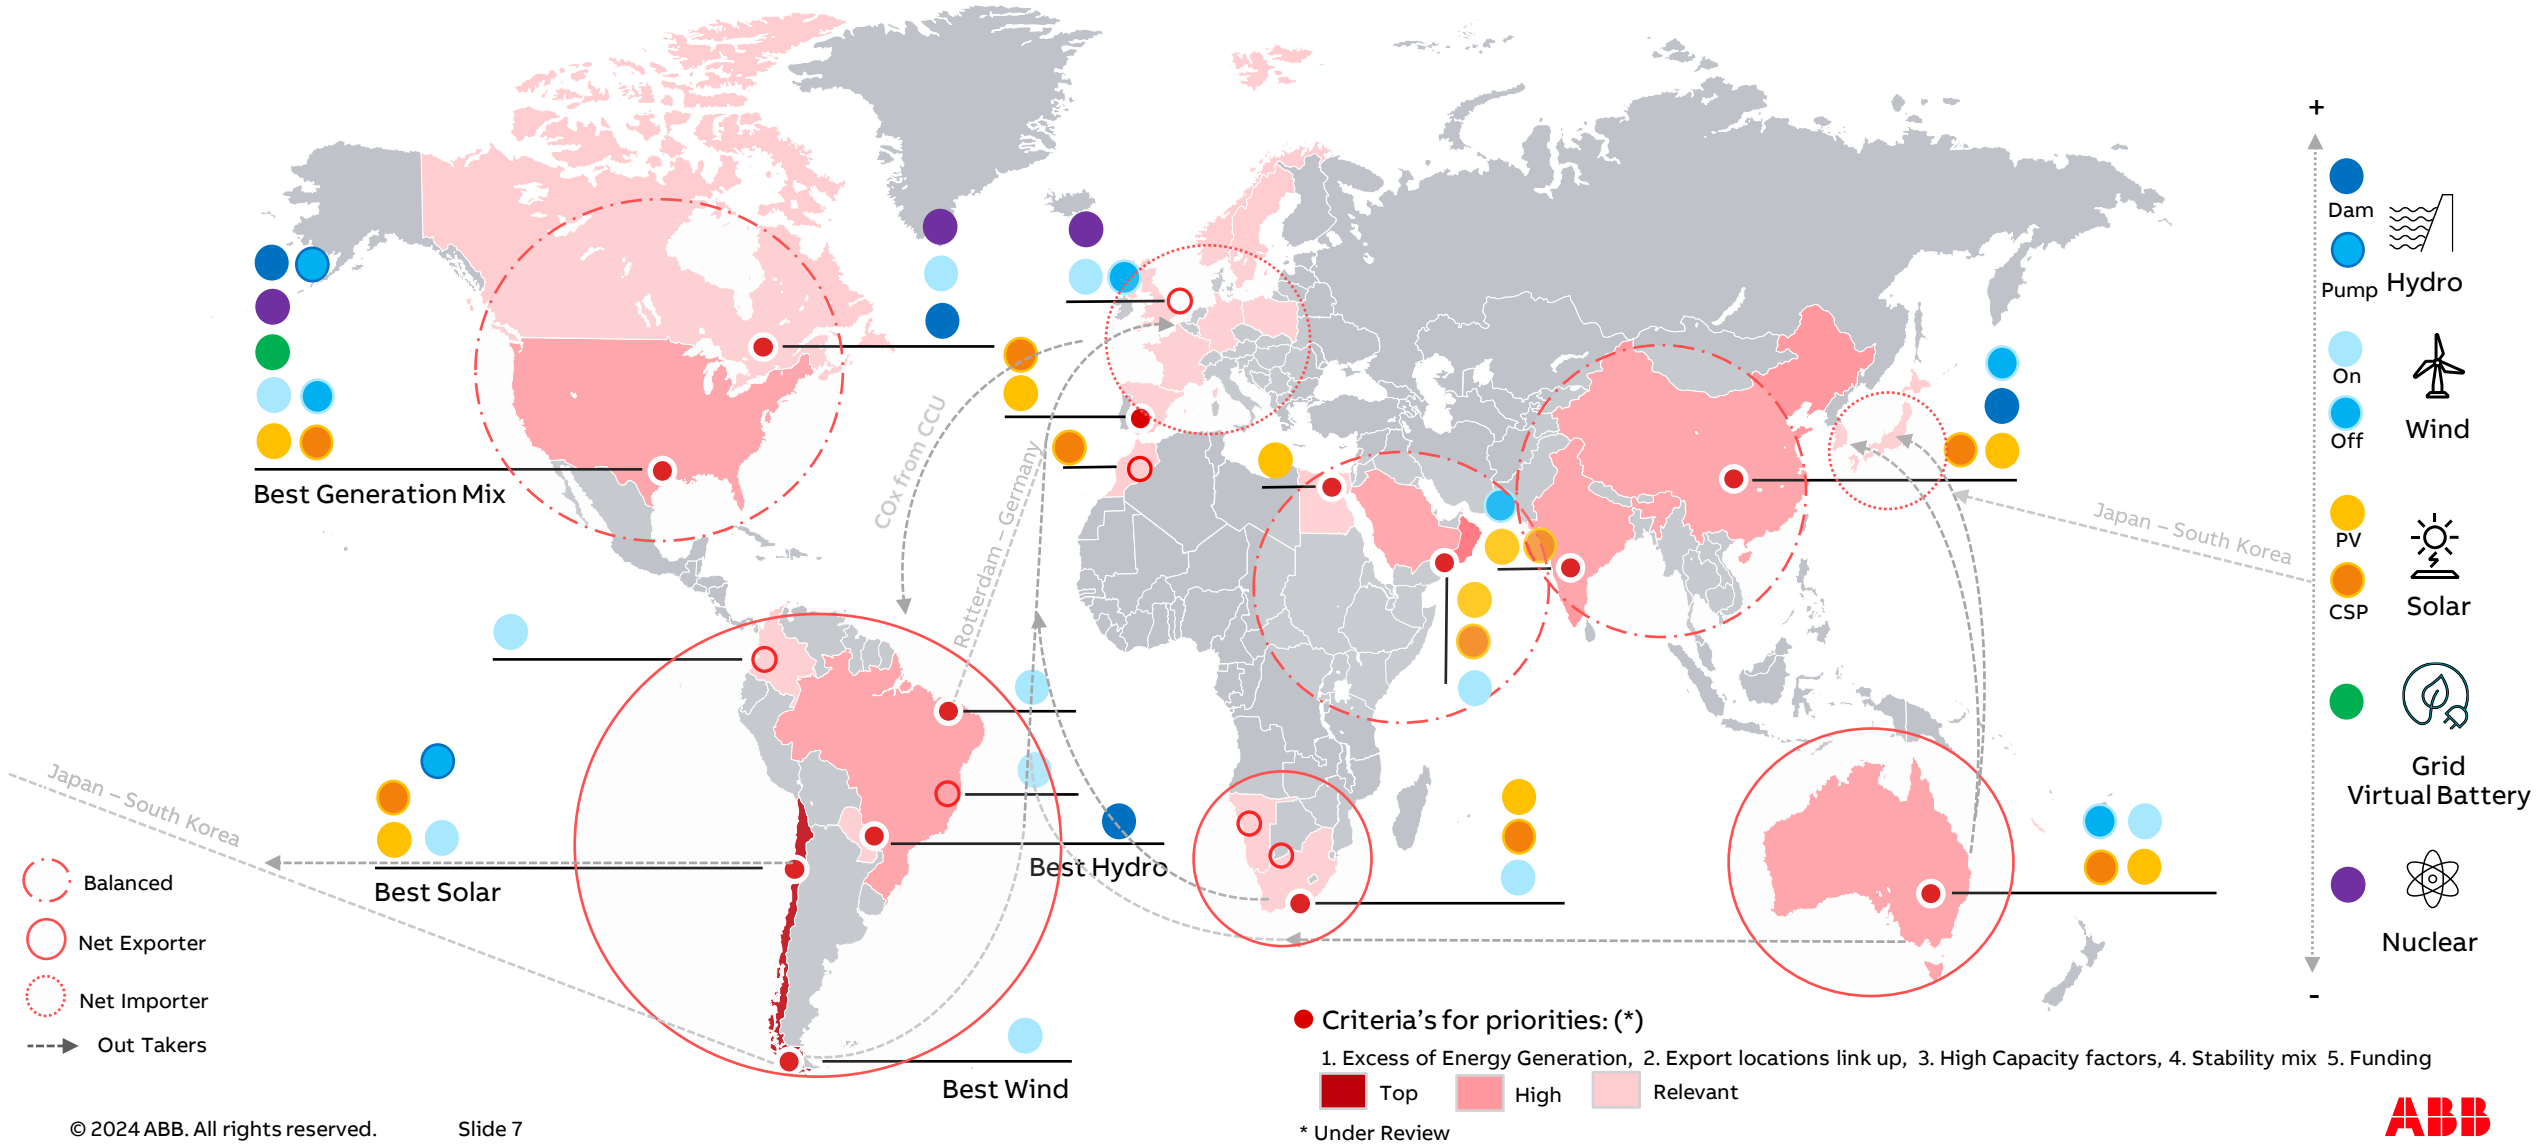 +
Dam
Pump
Hydro
On
Off
Wind
PV
CSP
Solar
Grid
Virtual Battery
Nuclear
-
Best Generation Mix
COx from CCU
Rotterdam – Germany
Japan – South Korea
Japan – South Korea
Best Solar
Best Hydro
Best Wind
Balanced
Net Exporter
Net Importer
Out Takers
Criteria's for priorities: (*)
1. Excess of Energy Generation, 2. Export locations link up, 3. High Capacity factors, 4. Stability mix 5. Funding
Top
High
Relevant
* Under Review
© 2024 ABB. All rights reserved.
Slide 7
ABB